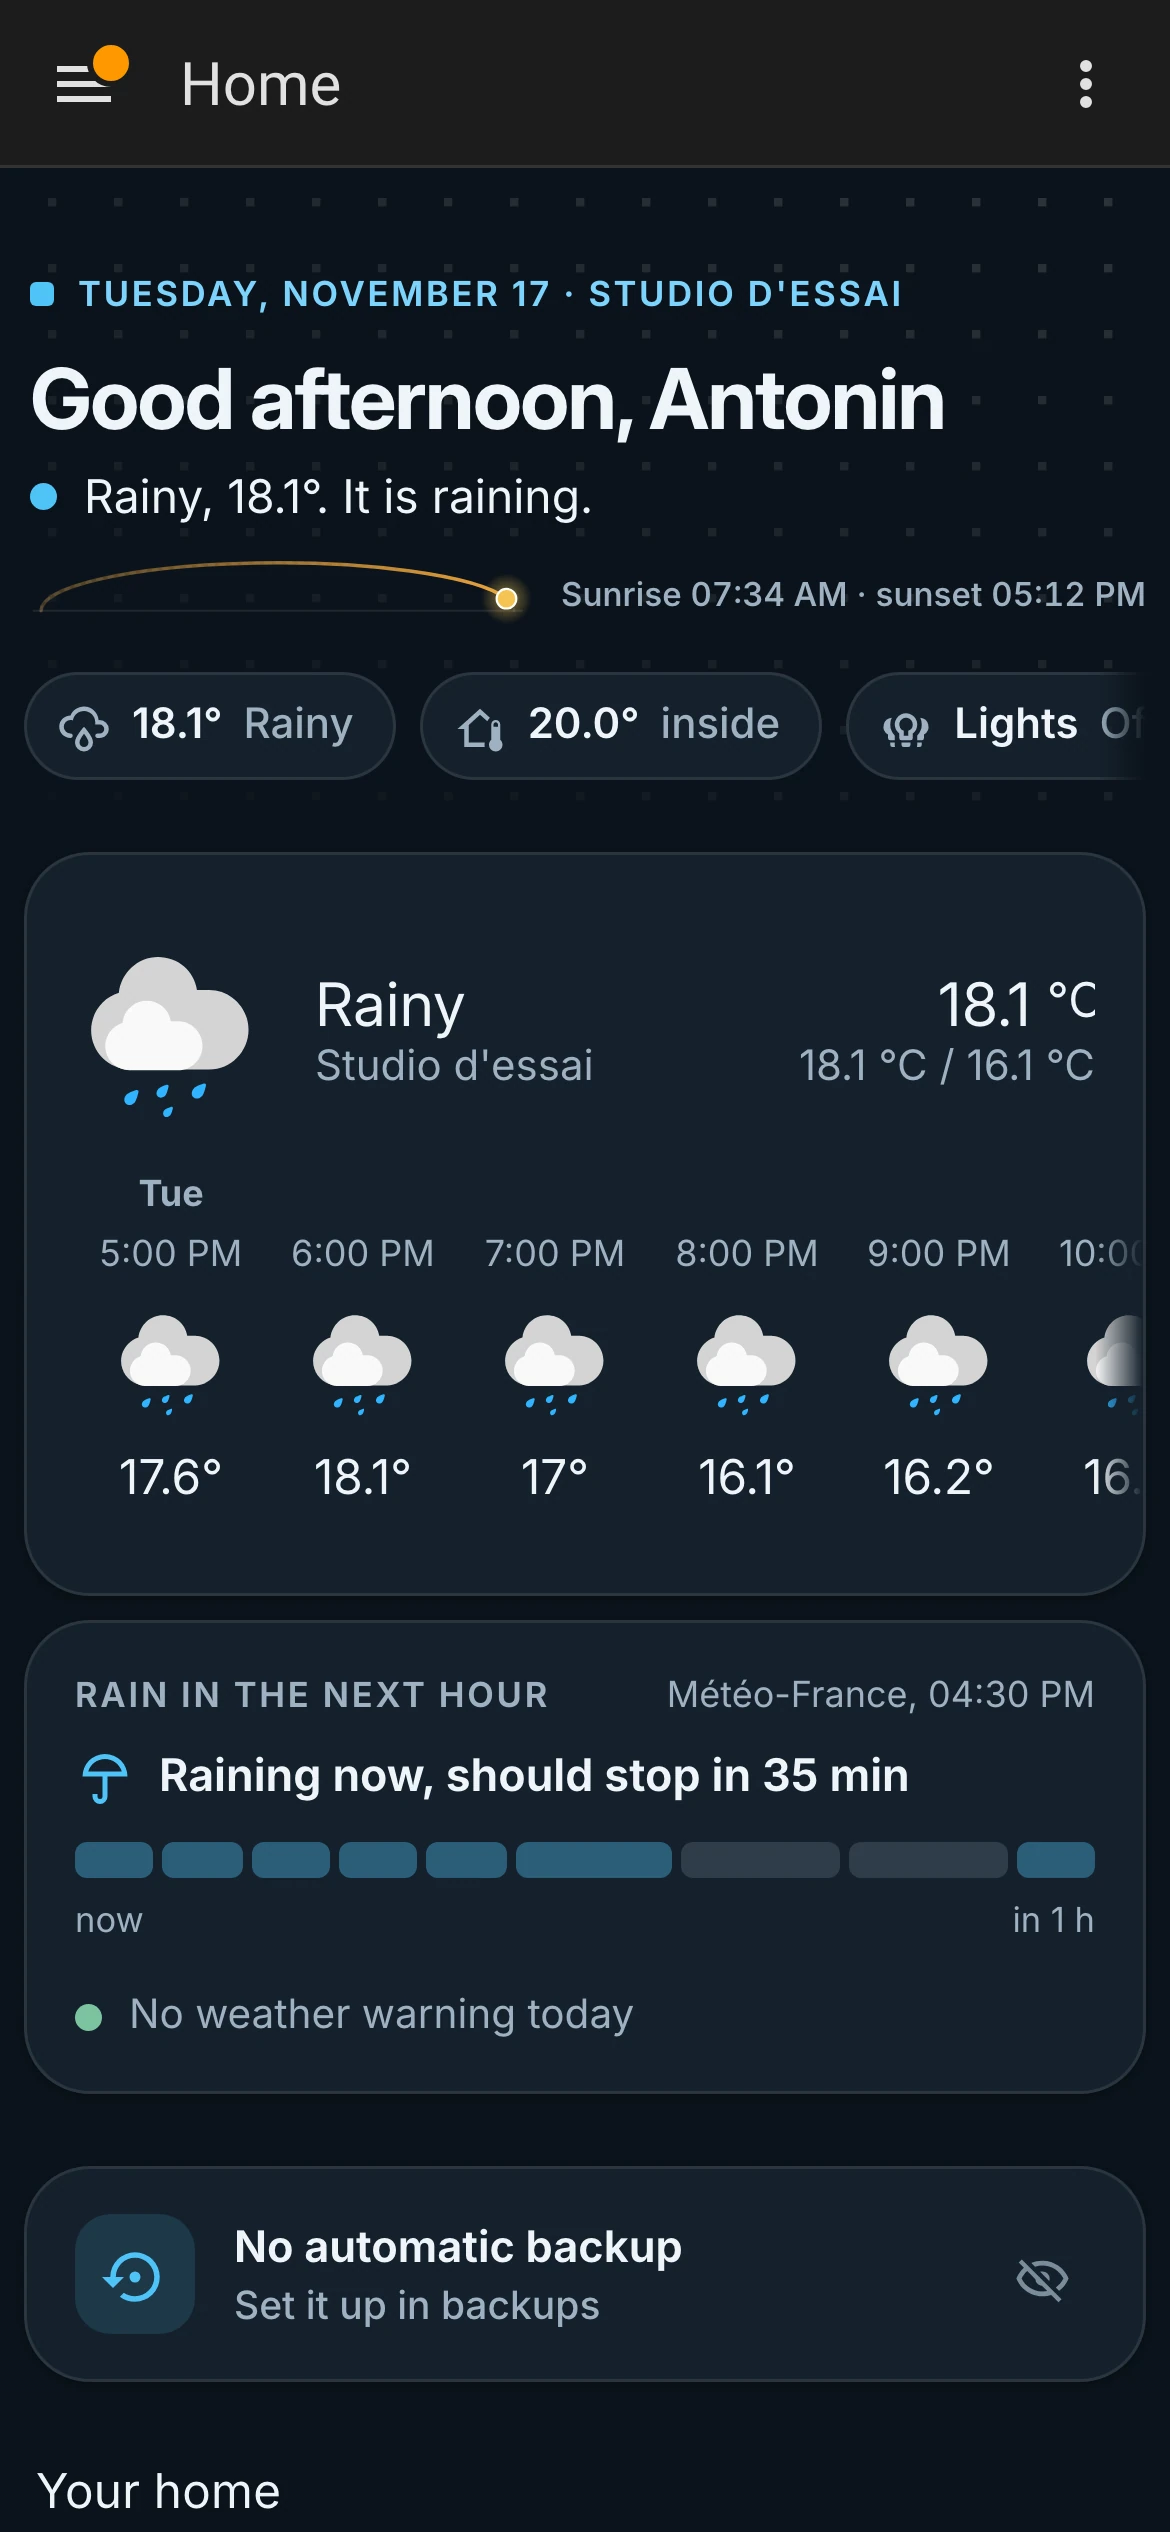 Home
TUESDAY, NOVEMBER 17 · STUDIO D'ESSAI
Good afternoon, Antonin
Rainy, 18.1°. It is raining.
Sunrise 07:34 AM · sunset 05:12 PM
18.1° Rainy 20.0° inside Lights
Rainy 18.1 °C
Studio d'essai 18.1 °C / 16.1 °C
Tue
5:00 PM 6:00 PM 7:00 PM 8:00 PM 9:00 PM 10:00
17.6° 18.1° 17° 16.1° 16.2° 16.
RAIN IN THE NEXT HOUR Météo-France, 04:30 PM
Raining now, should stop in 35 min
now in 1 h
No weather warning today
No automatic backup
Set it up in backups
Your home